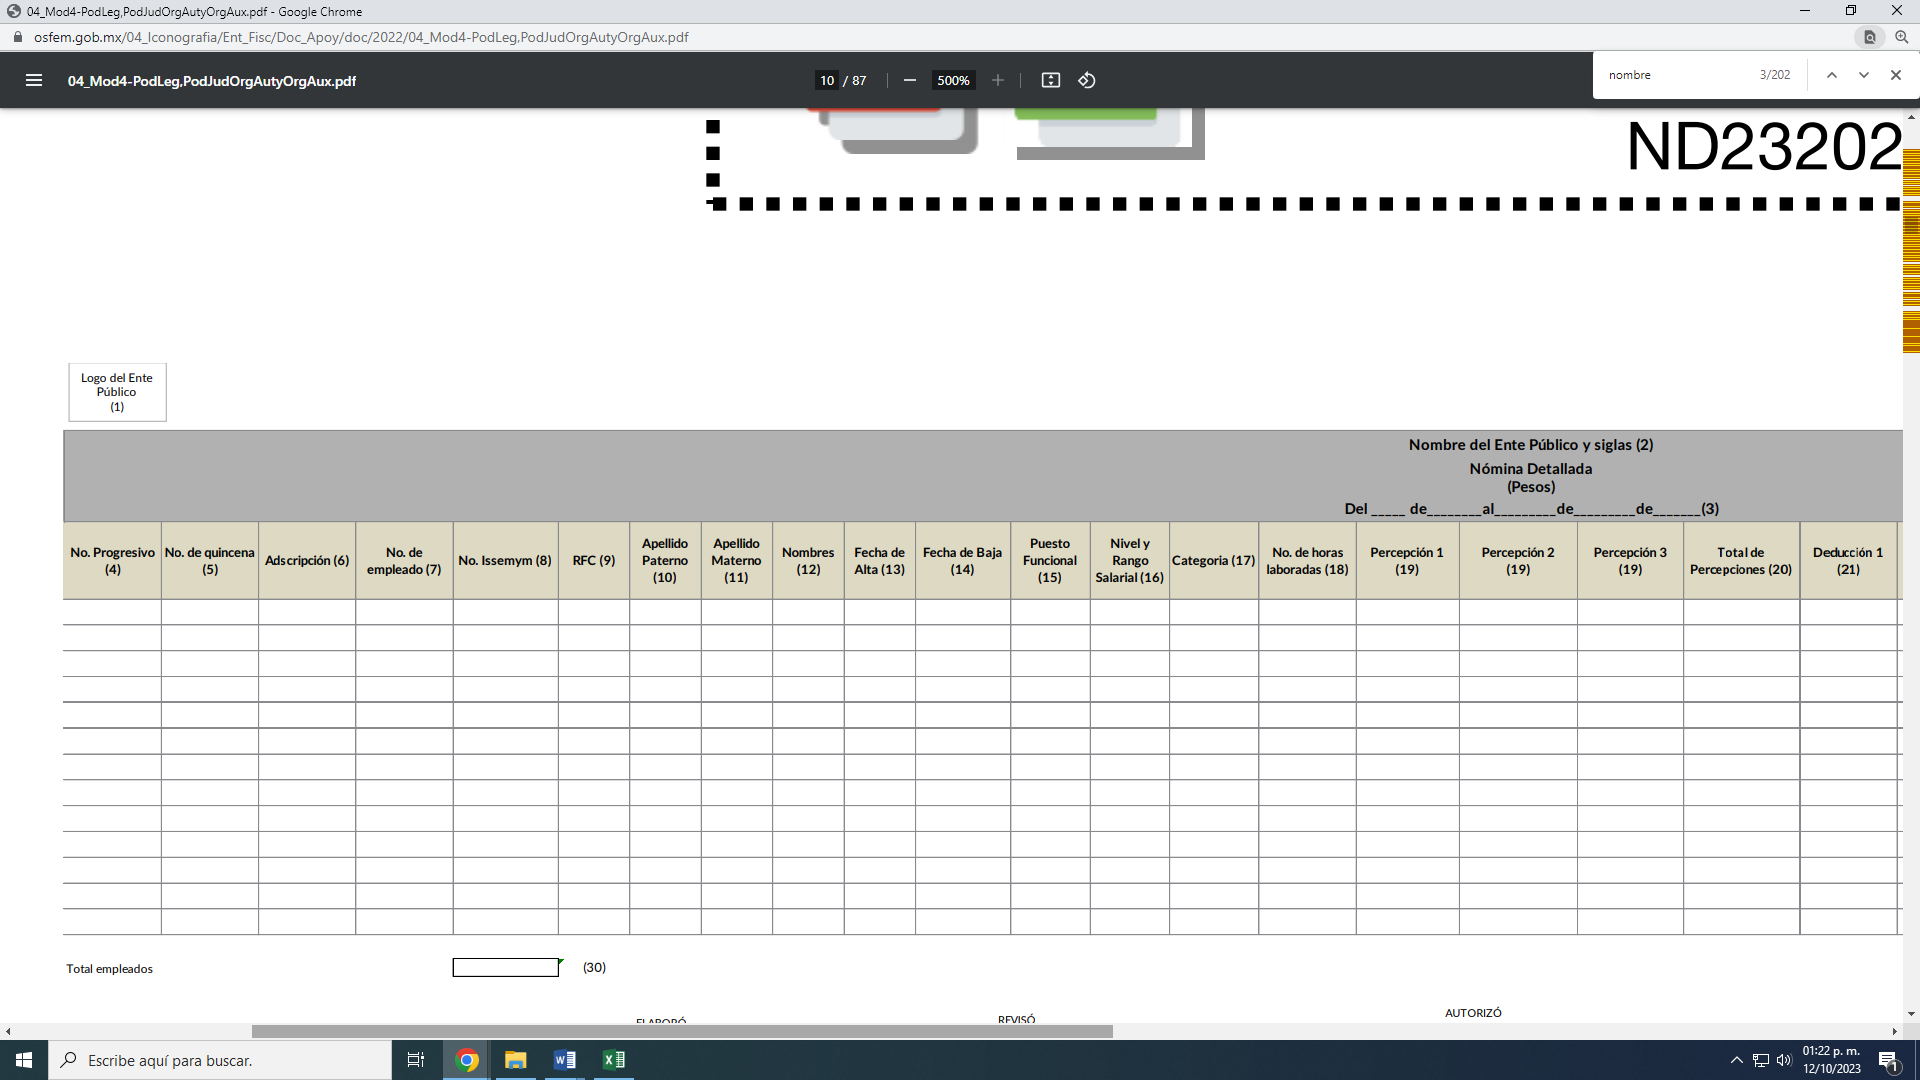 04_Mod4-PodLeg,PodJudOrgAutyOrgAux.pdf - Google Chrome
osfem.gob.mx/04_Iconografia/Ent_Fisc/Doc_Apoy/doc/2022/04_Mod4-PodLeg,PodJudOrgAutyOrgAux.pdf
04_Mod4-PodLeg,PodJudOrgAutyOrgAux.pdf
10 / 87
500%
nombre
3/202
ND23202
Logo del Ente
Público
(1)
Nombre del Ente Público y siglas (2)
Nómina Detallada
(Pesos)
Del _____ de________al_________de_________de_______(3)
No. Progresivo
(4)
No. de quincena
(5)
Adscripción (6)
No. de
empleado (7)
No. Issemym (8)
RFC (9)
Apellido
Paterno
(10)
Apellido
Materno
(11)
Nombres
(12)
Fecha de
Alta (13)
Fecha de Baja
(14)
Puesto
Funcional
(15)
Nivel y
Rango
Salarial (16)
Categoria (17)
No. de horas
laboradas (18)
Percepción 1
(19)
Percepción 2
(19)
Percepción 3
(19)
Total de
Percepciones (20)
Deducción 1
(21)
Total empleados
(30)
ELABORÓ
REVISÓ
AUTORIZÓ
Escribe aquí para buscar.
01:22 p. m.
12/10/2023
1